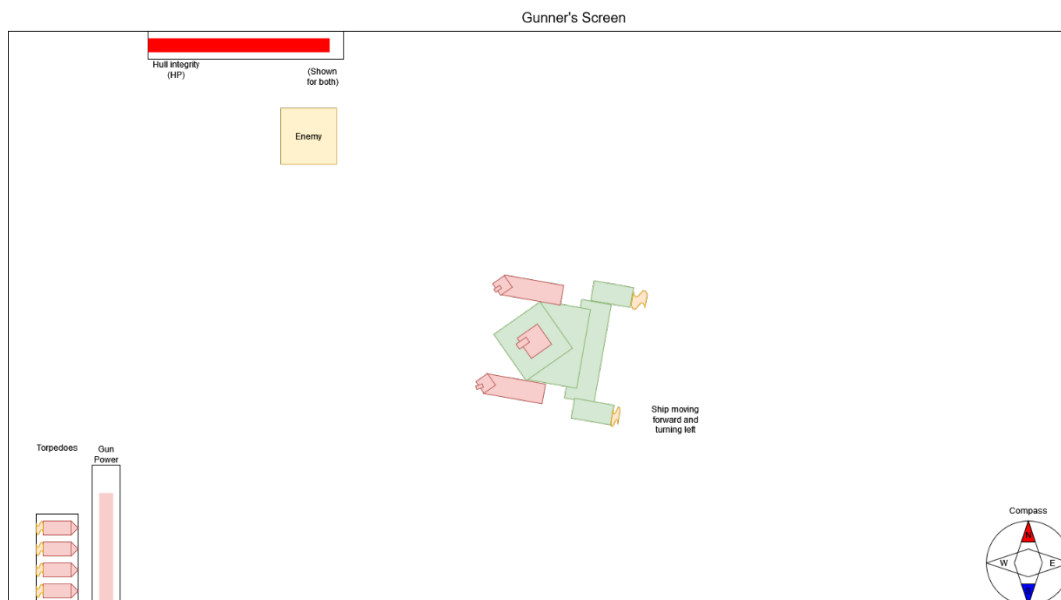 Gunner's Screen
Hull integrity
(HP)
(Shown
for both)
Enemy
Ship moving
forward and
turning left
Torpedoes
Gun
Power
Compass
N
W
E